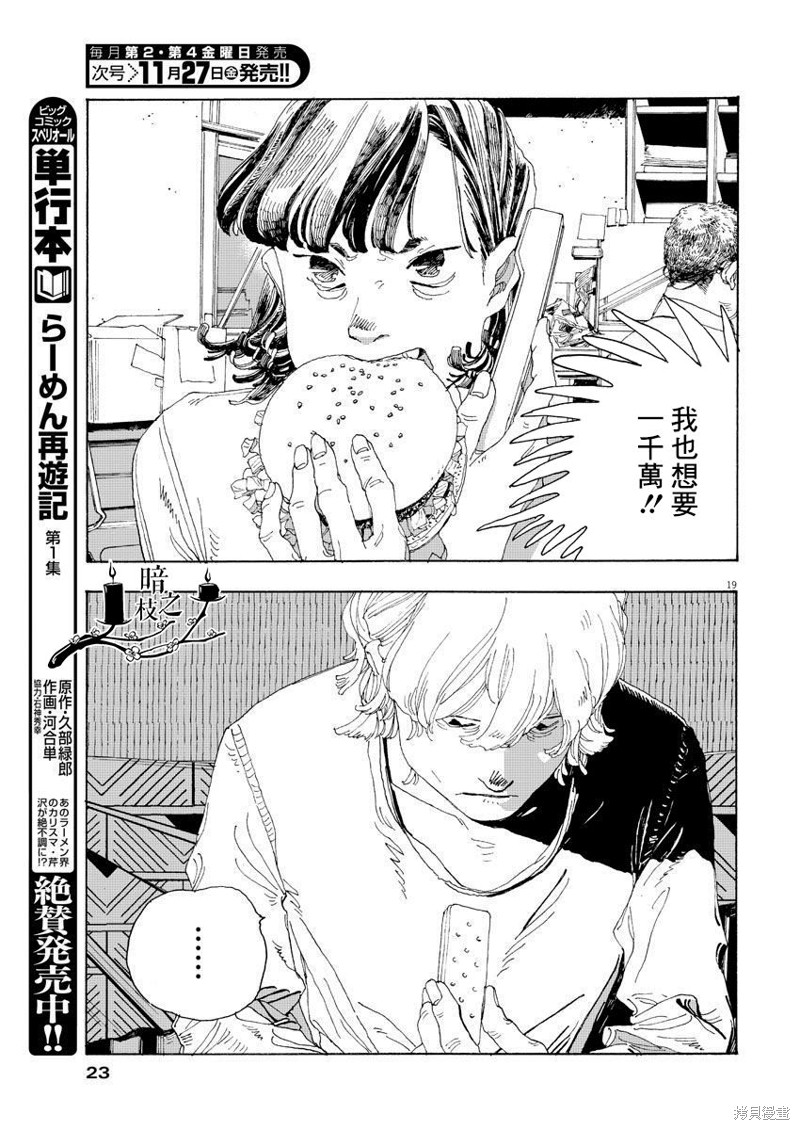 毎月第2・第4金曜日発売
次号>11月27日㊎発売!!
ビッグ
コミック
スペリオール
単行本
らーめん再遊記
第1集
原作・久部緑郎
作画・河合単
協力・石神秀幸
あのラーメン界
のカリスマ・芹
沢が絶不調に!?
絶賛発売中!!
我也想要
一千萬!!
19
暗之枝
……
23
拷貝漫畫